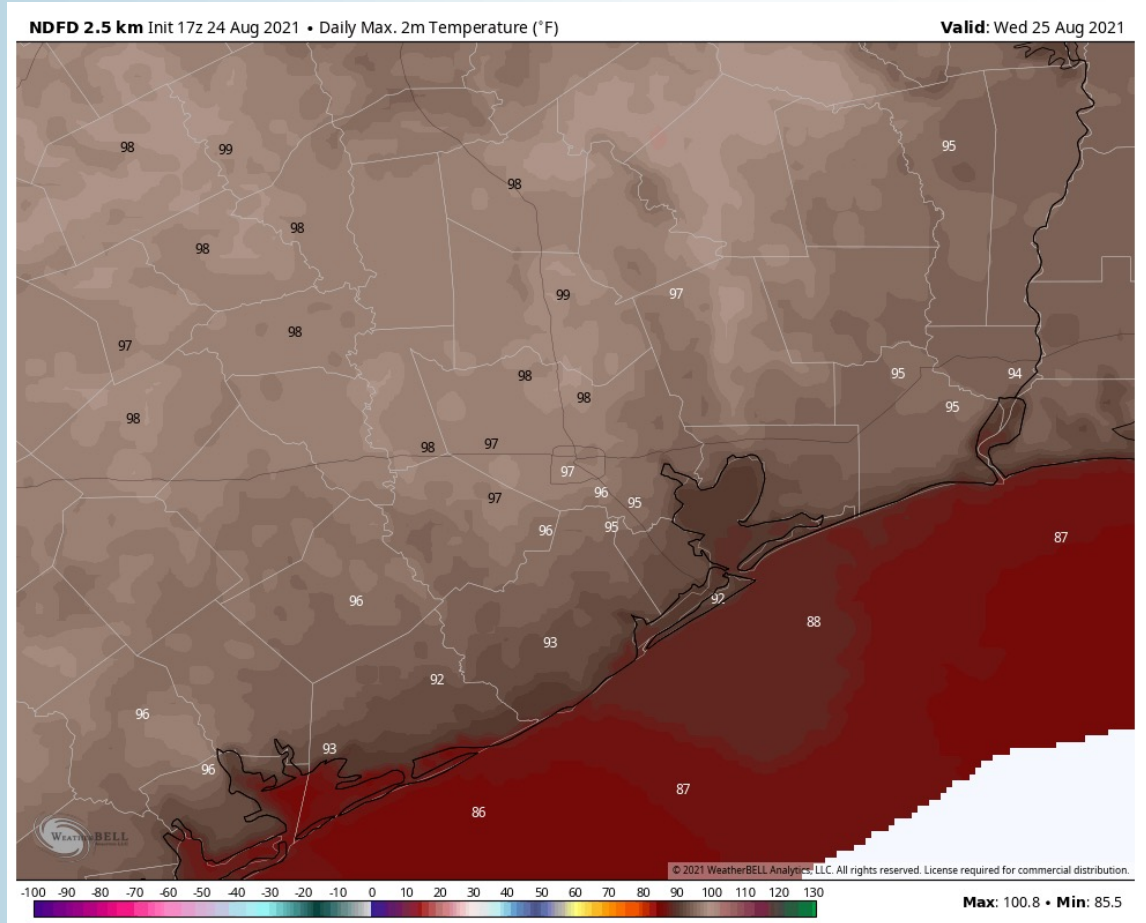 NDFD 2.5 km Init 17z 24 Aug 2021 • Daily Max. 2m Temperature (°F) Valid: Wed 25 Aug 2021
98 99 95
98
98
98
99 97
98
97
98 95 94
98 95
98
98 97
97
97 96 95
96 95
87
96 92
88
93
92
96
93
96
87
86
WEATHERBELL
© 2021 WeatherBELL Analytics, LLC. All rights reserved. License required for commercial distribution.
-100 -90 -80 -70 -60 -50 -40 -30 -20 -10 0 10 20 30 40 50 60 70 80 90 100 110 120 130
Max: 100.8 • Min: 85.5